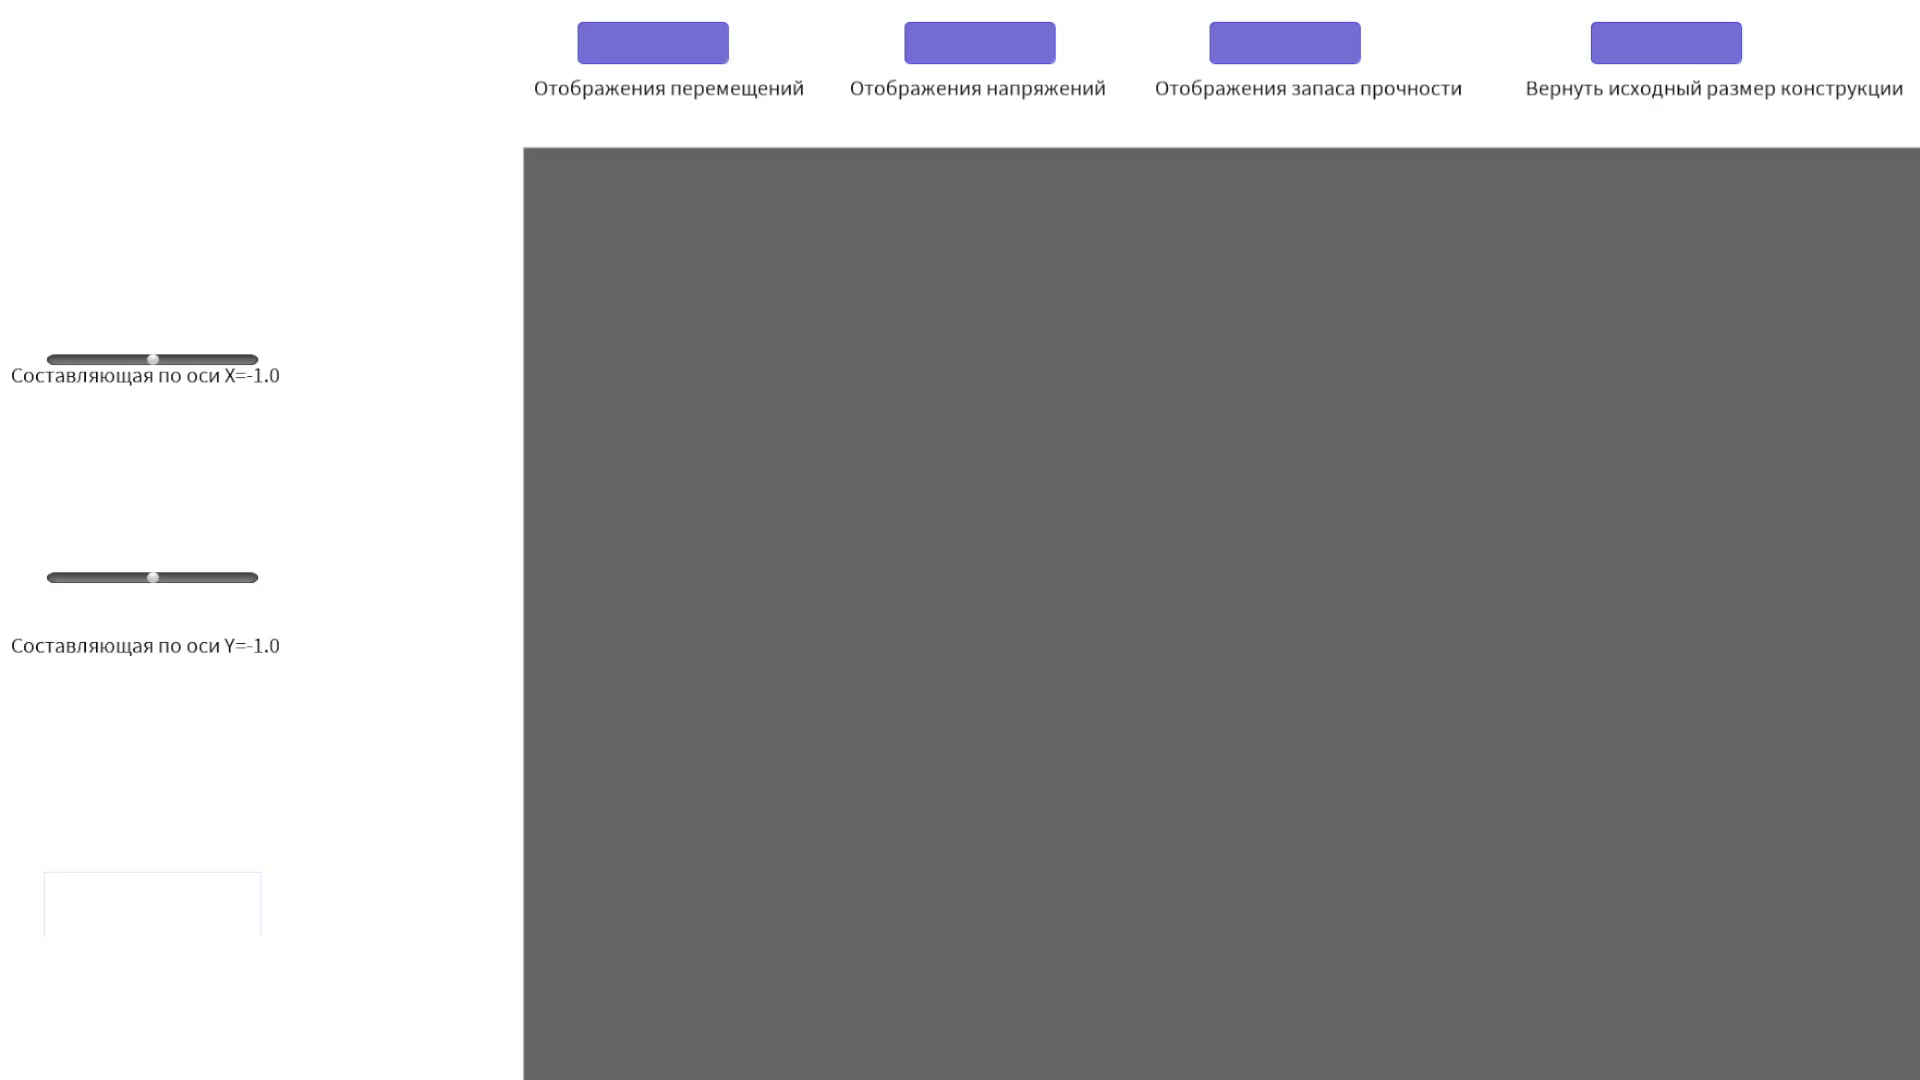 Отображения перемещений
Отображения напряжений
Отображения запаса прочности
Вернуть исходный размер конструкции
Составляющая по оси X=-1.0
Составляющая по оси Y=-1.0